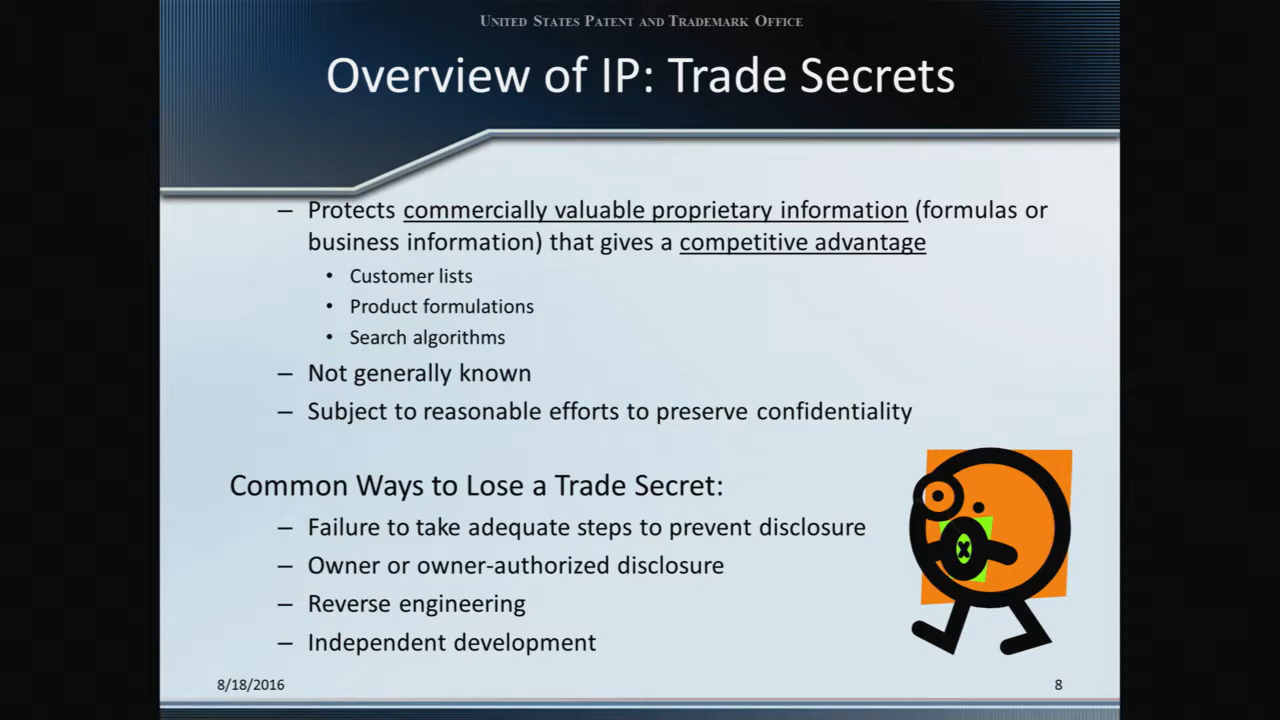 UNITED STATES PATENT AND TRADEMARK OFFICE
Overview of IP: Trade Secrets
– Protects commercially valuable proprietary information (formulas or
business information) that gives a competitive advantage
• Customer lists
• Product formulations
• Search algorithms
– Not generally known
– Subject to reasonable efforts to preserve confidentiality
Common Ways to Lose a Trade Secret:
– Failure to take adequate steps to prevent disclosure
– Owner or owner-authorized disclosure
– Reverse engineering
– Independent development
8/18/2016
8